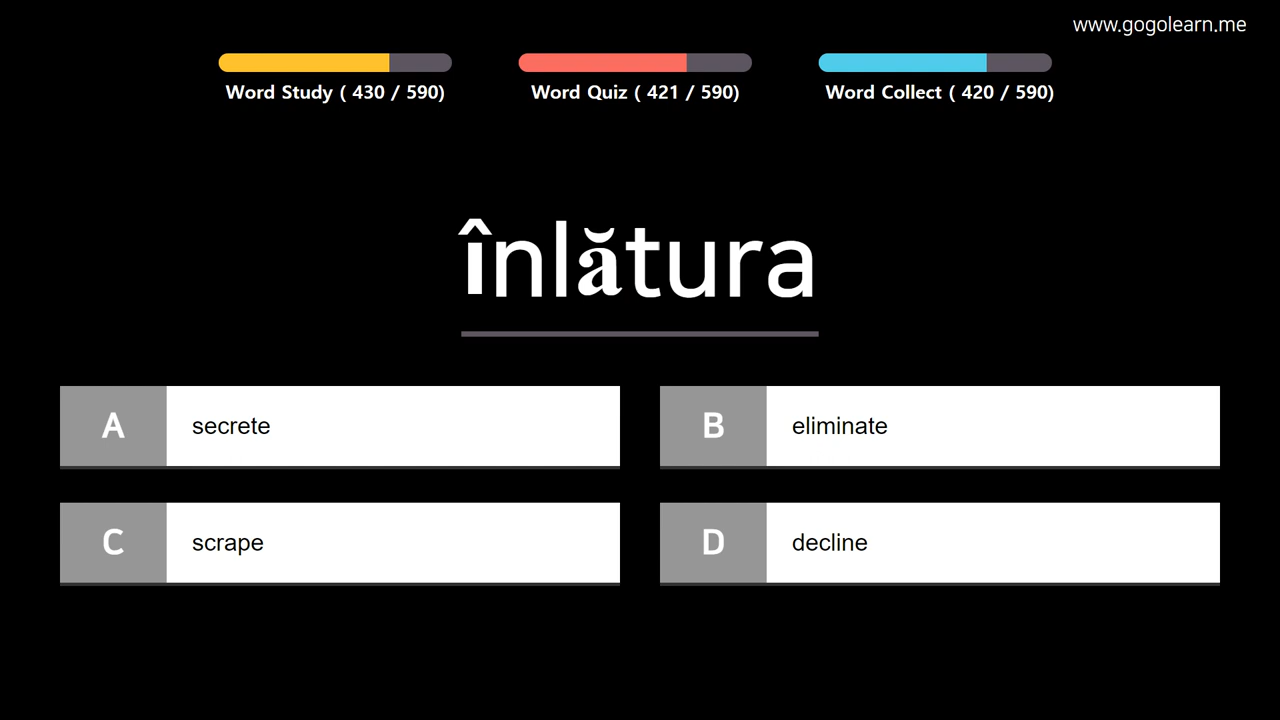 www.gogolearn.me
Word Study ( 430 / 590)
Word Quiz ( 421 / 590)
Word Collect ( 420 / 590)
înlătura
A secrete
B eliminate
C scrape
D decline